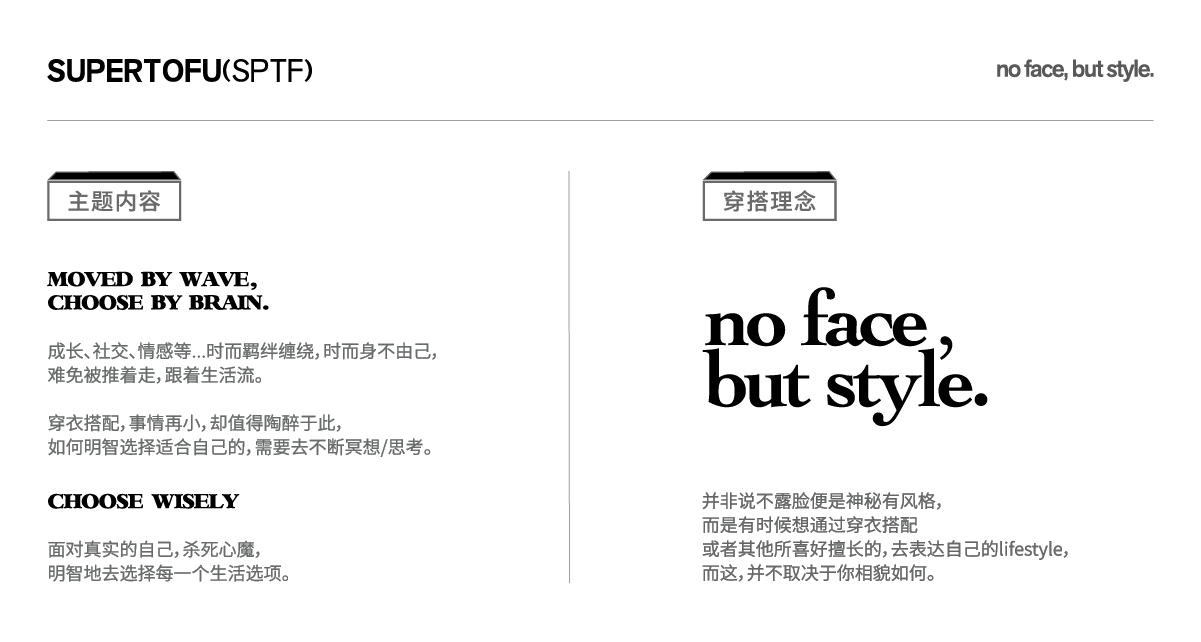 SUPERTOFU(SPTF)
no face, but style.
主题内容
MOVED BY WAVE,
CHOOSE BY BRAIN.
成长、社交、情感等...时而羁绊缠绕，时而身不由己，
难免被推着走，跟着生活流。
穿衣搭配，事情再小，却值得陶醉于此，
如何明智选择适合自己的，需要去不断冥想/思考。
CHOOSE WISELY
面对真实的自己，杀死心魔，
明智地去选择每一个生活选项。
穿搭理念
no face,
but style.
并非说不露脸便是神秘有风格，
而是有时候想通过穿衣搭配
或者其他所喜好擅长的，去表达自己的lifestyle，
而这，并不取决于你相貌如何。